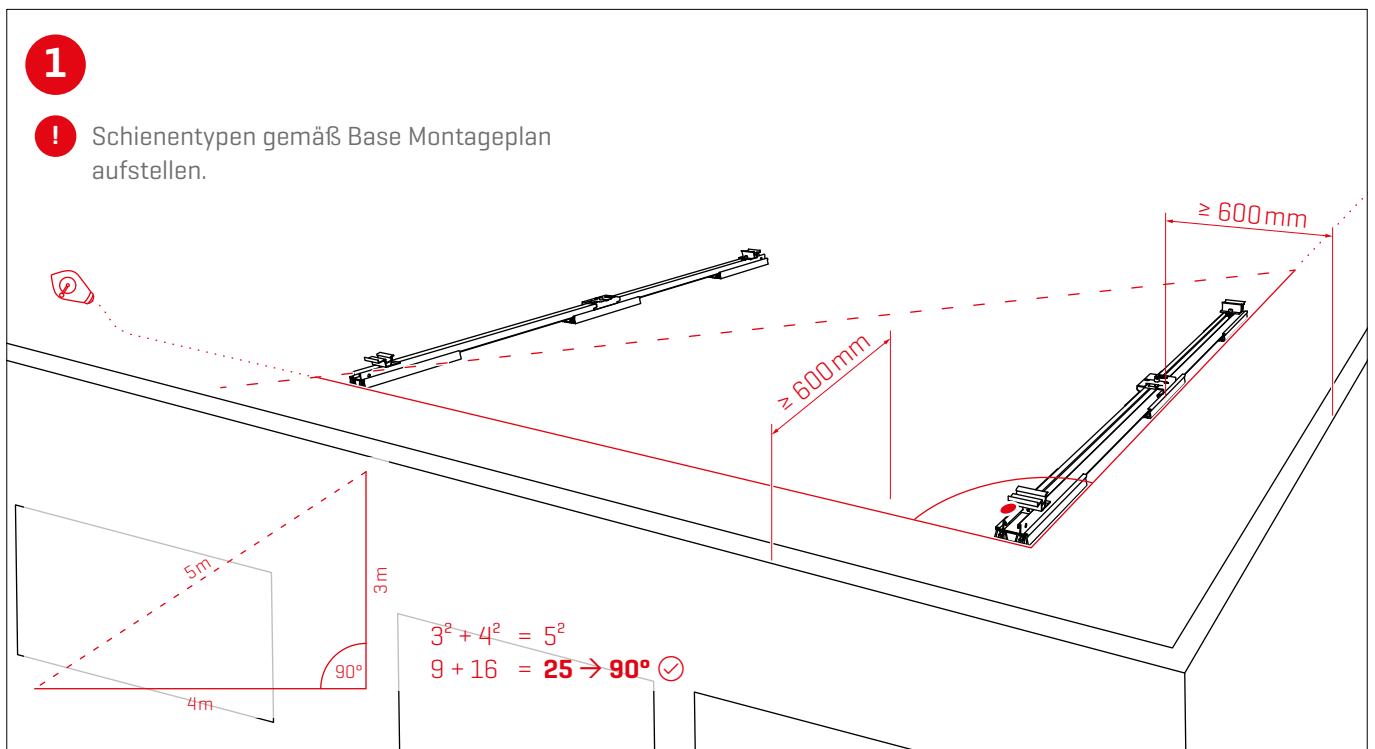 1
! Schienentypen gemäß Base Montageplan
aufstellen.
≥ 600 mm
≥ 600 mm
5m
3m
90°
4m
3² + 4² = 5²
9 + 16 = 25 → 90°